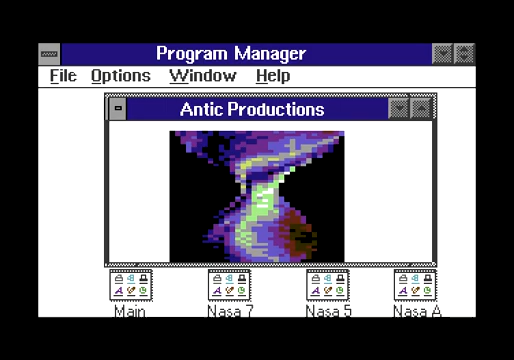 Program Manager
File Options Window Help
Antic Productions
Main Nasa 7 Nasa 5 Nasa A